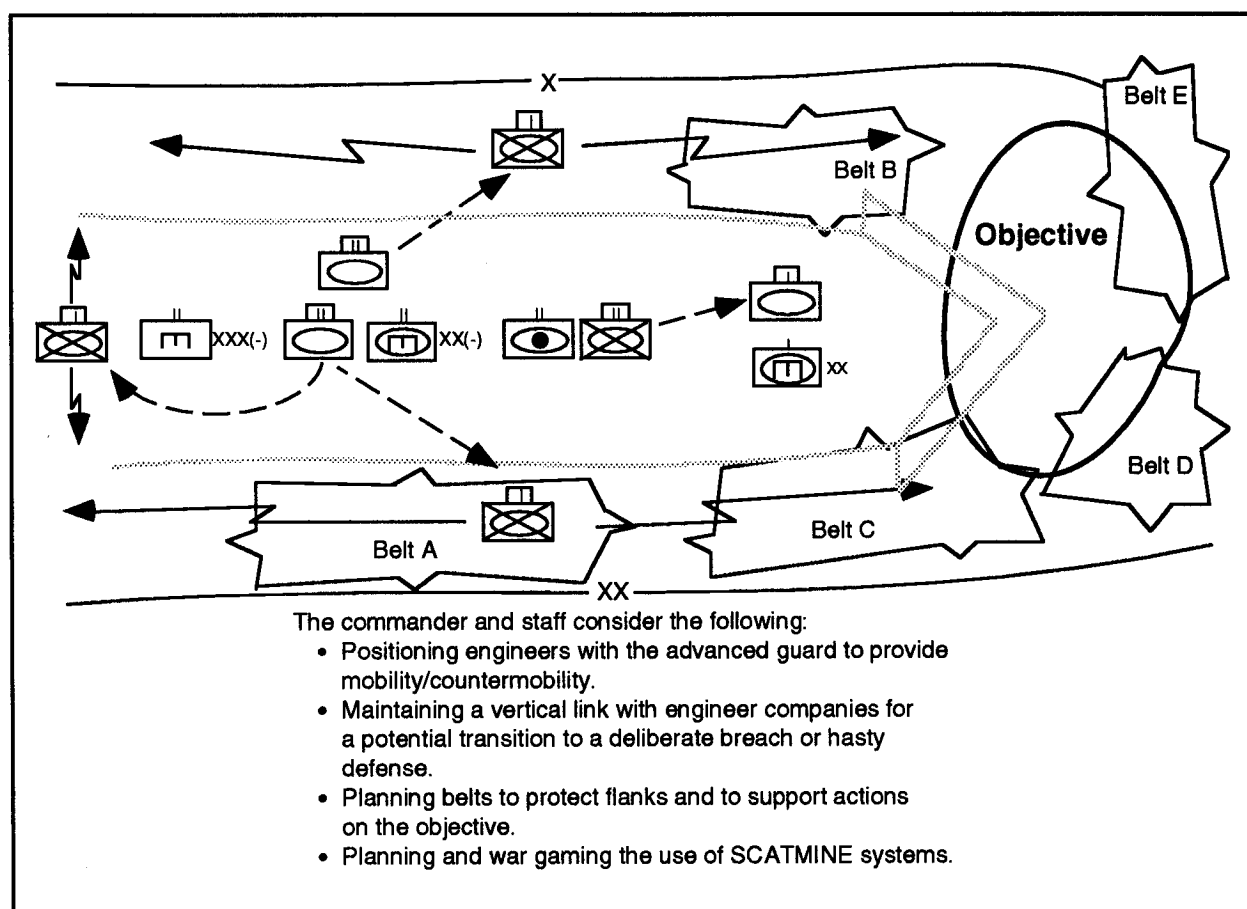 X
Belt E
Belt B
Objective
XXX(-)
XX(-)
XX
Belt D
Belt A
Belt C
XX
The commander and staff consider the following:
• Positioning engineers with the advanced guard to provide
mobility/countermobility.
• Maintaining a vertical link with engineer companies for
a potential transition to a deliberate breach or hasty
defense.
• Planning belts to protect flanks and to support actions
on the objective.
• Planning and war gaming the use of SCATMINE systems.